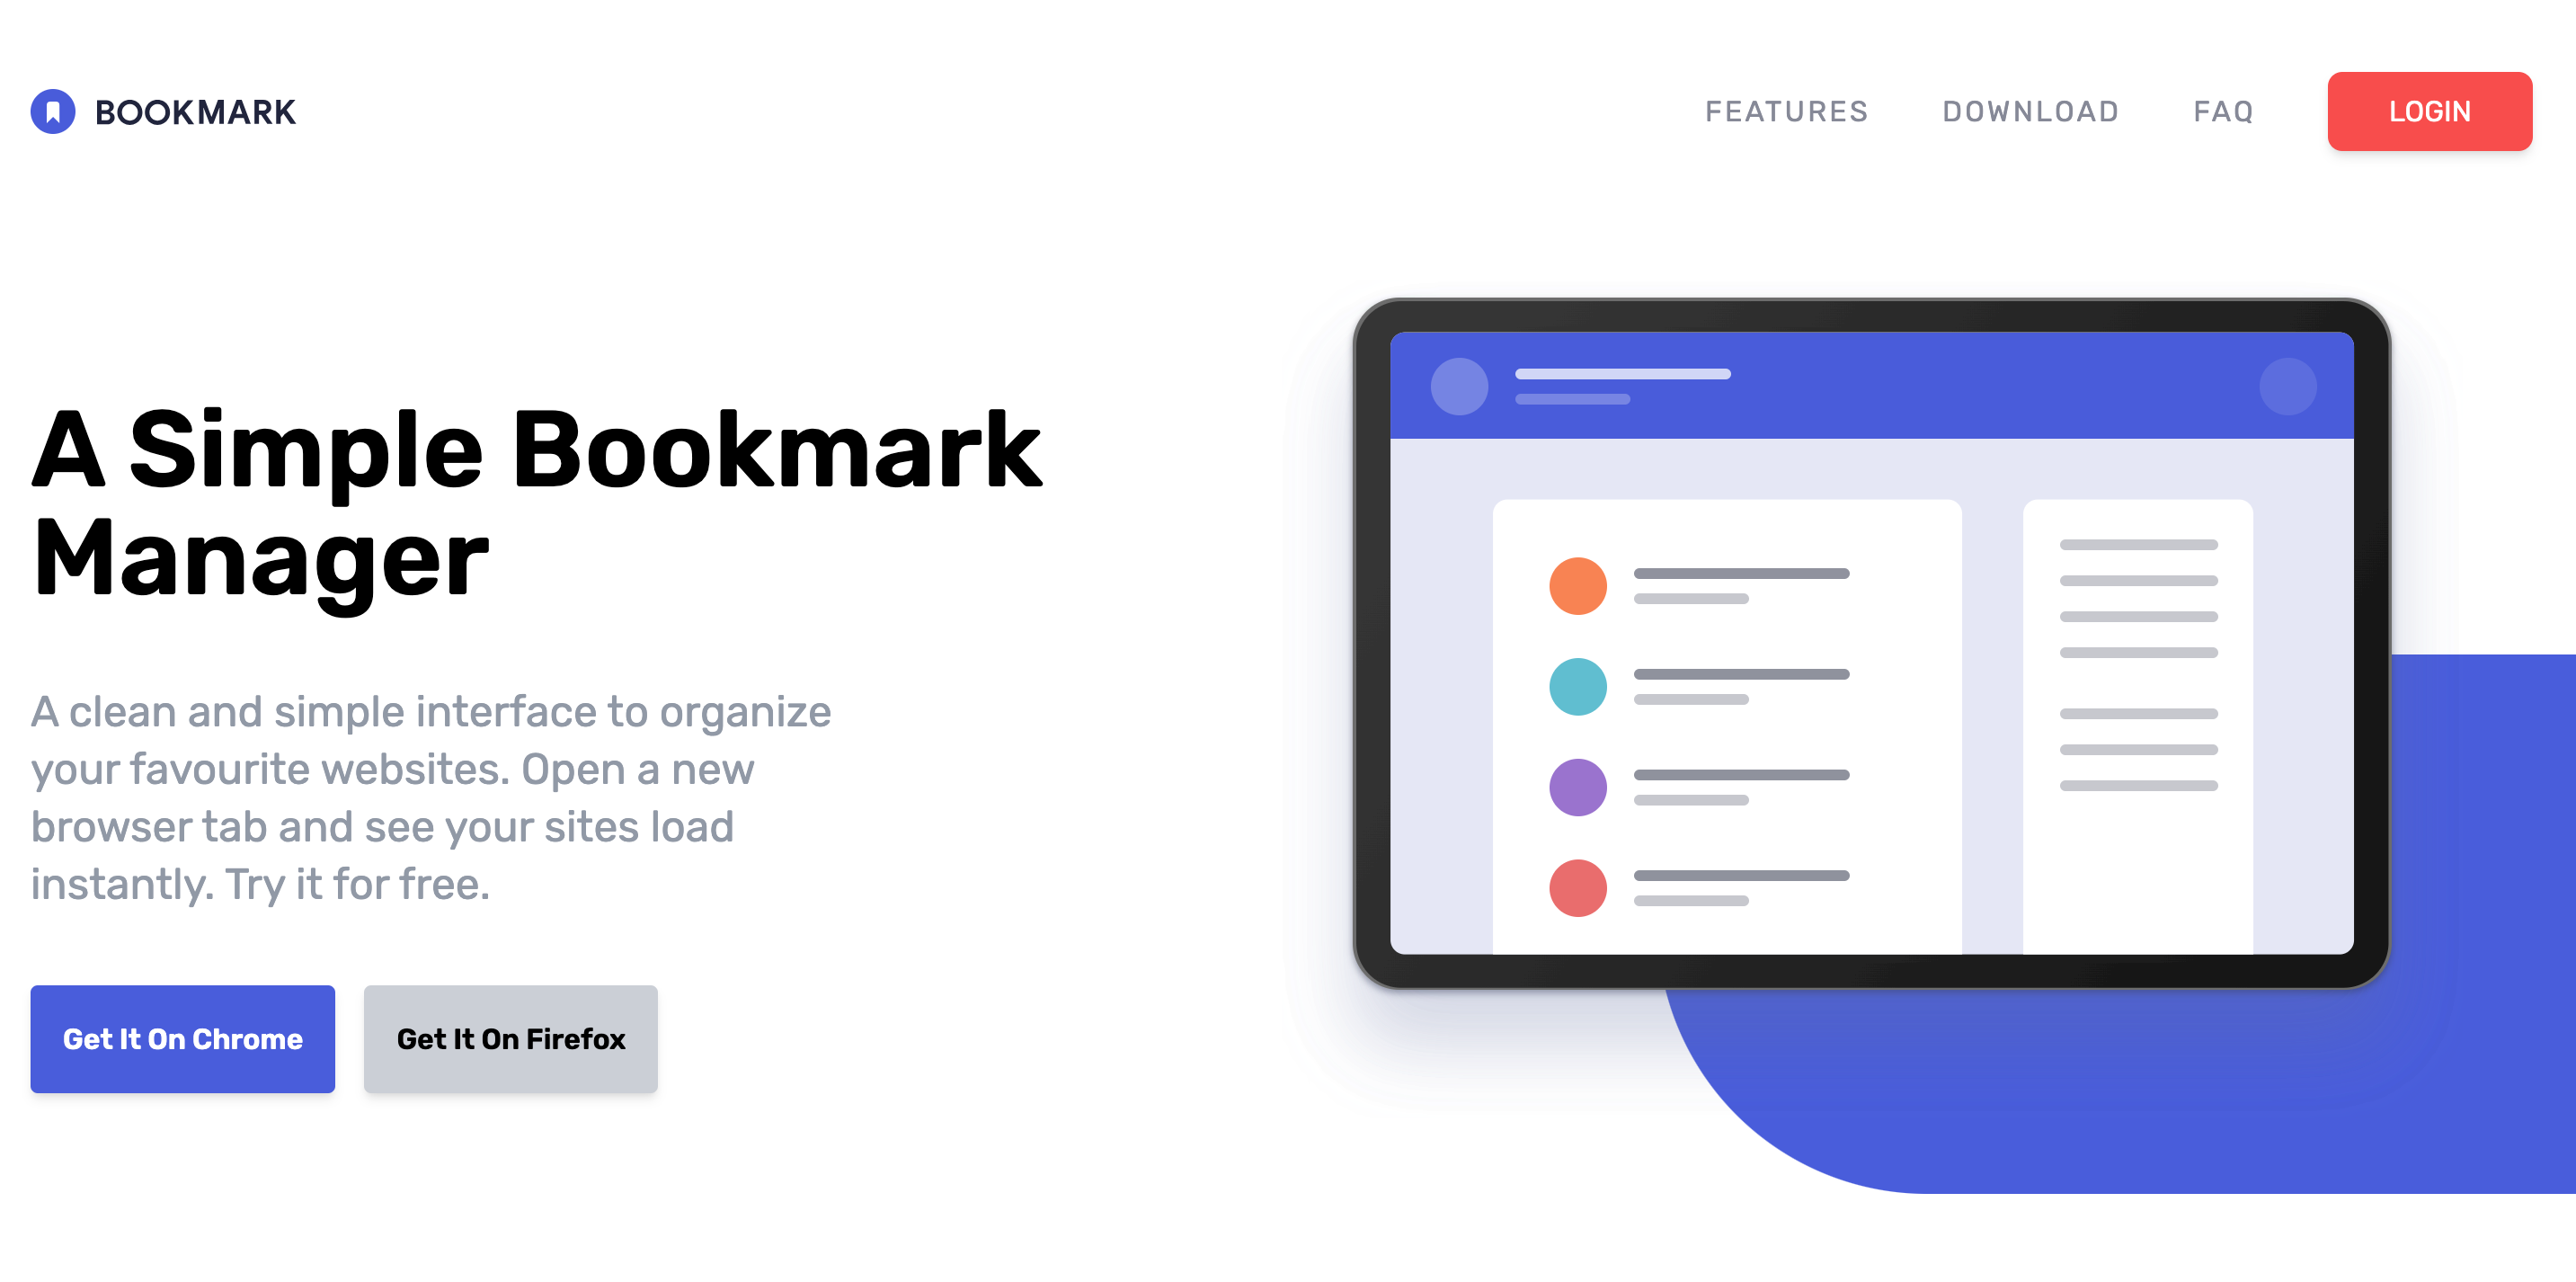 BOOKMARK
FEATURES
DOWNLOAD
FAQ
LOGIN
A Simple Bookmark
Manager
A clean and simple interface to organize
your favourite websites. Open a new
browser tab and see your sites load
instantly. Try it for free.
Get It On Chrome
Get It On Firefox